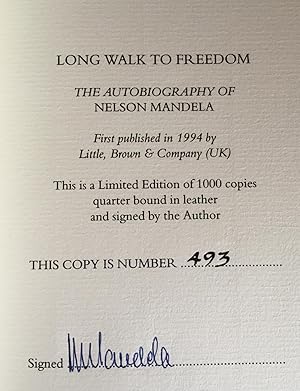 LONG WALK TO FREEDOM
THE AUTOBIOGRAPHY OF
NELSON MANDELA
First published in 1994 by
Little, Brown & Company (UK)
This is a Limited Edition of 1000 copies
quarter bound in leather
and signed by the Author
THIS COPY IS NUMBER ....493....................
Signed NMandela